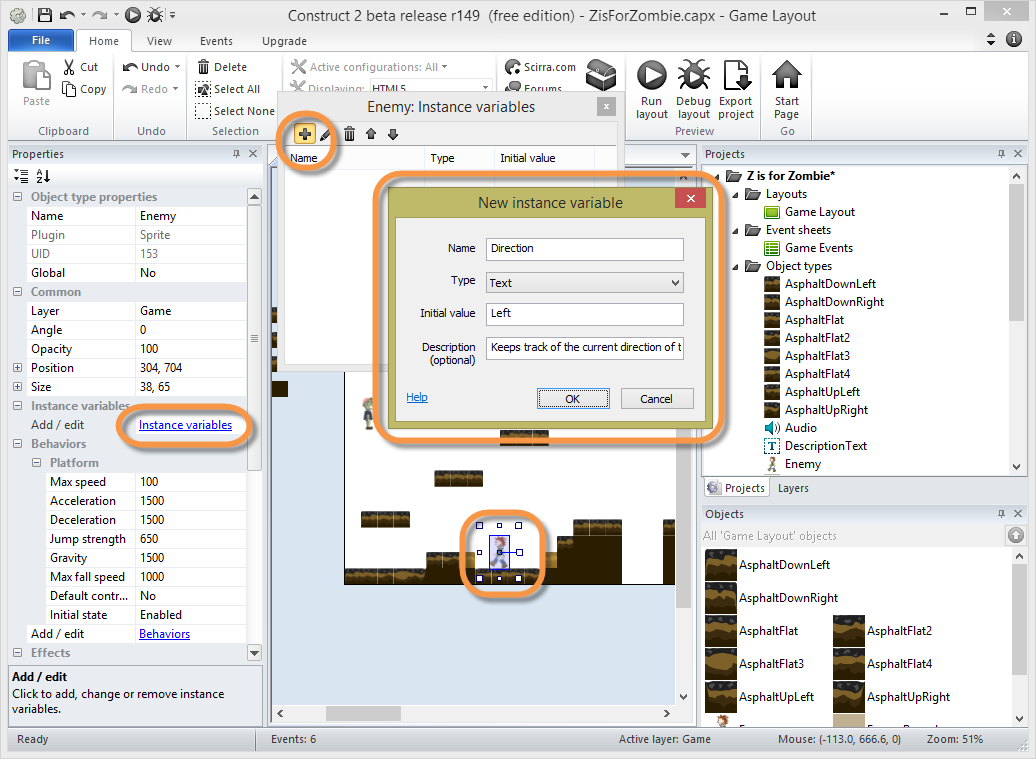 Construct 2 beta release r149 (free edition) - ZisForZombie.capx - Game Layout
File Home View Events Upgrade
Paste
Cut
Copy
Clipboard
Undo
Redo
Undo
Delete
Select All
Select None
Selection
Active configurations: All
Displaying: HTML5
Scirra.com
Forums
Run layout
Debug layout
Export project
Preview
Start Page
Go
Properties
Object type properties
Name Enemy
Plugin Sprite
UID 153
Global No
Common
Layer Game
Angle 0
Opacity 100
Position 304, 704
Size 38, 65
Instance variables
Add / edit Instance variables
Behaviors
Platform
Max speed 100
Acceleration 1500
Deceleration 1500
Jump strength 650
Gravity 1500
Max fall speed 1000
Default contr... No
Initial state Enabled
Add / edit Behaviors
Effects
Add / edit
Click to add, change or remove instance
variables.
Enemy: Instance variables
x
Name Type Initial value
New instance variable
Name Direction
Type Text
Initial value Left
Description
(optional)
Keeps track of the current direction of t
Help OK Cancel
Projects
Z is for Zombie*
Layouts
Game Layout
Event sheets
Game Events
Object types
AsphaltDownLeft
AsphaltDownRight
AsphaltFlat
AsphaltFlat2
AsphaltFlat3
AsphaltFlat4
AsphaltUpLeft
AsphaltUpRight
Audio
DescriptionText
Enemy
Projects Layers
Objects
All 'Game Layout' objects
AsphaltDownLeft
AsphaltDownRight
AsphaltFlat AsphaltFlat2
AsphaltFlat3 AsphaltFlat4
AsphaltUpLeft AsphaltUpRight
Ready Events: 6 Active layer: Game Mouse: (-113.0, 666.6, 0) Zoom: 51%